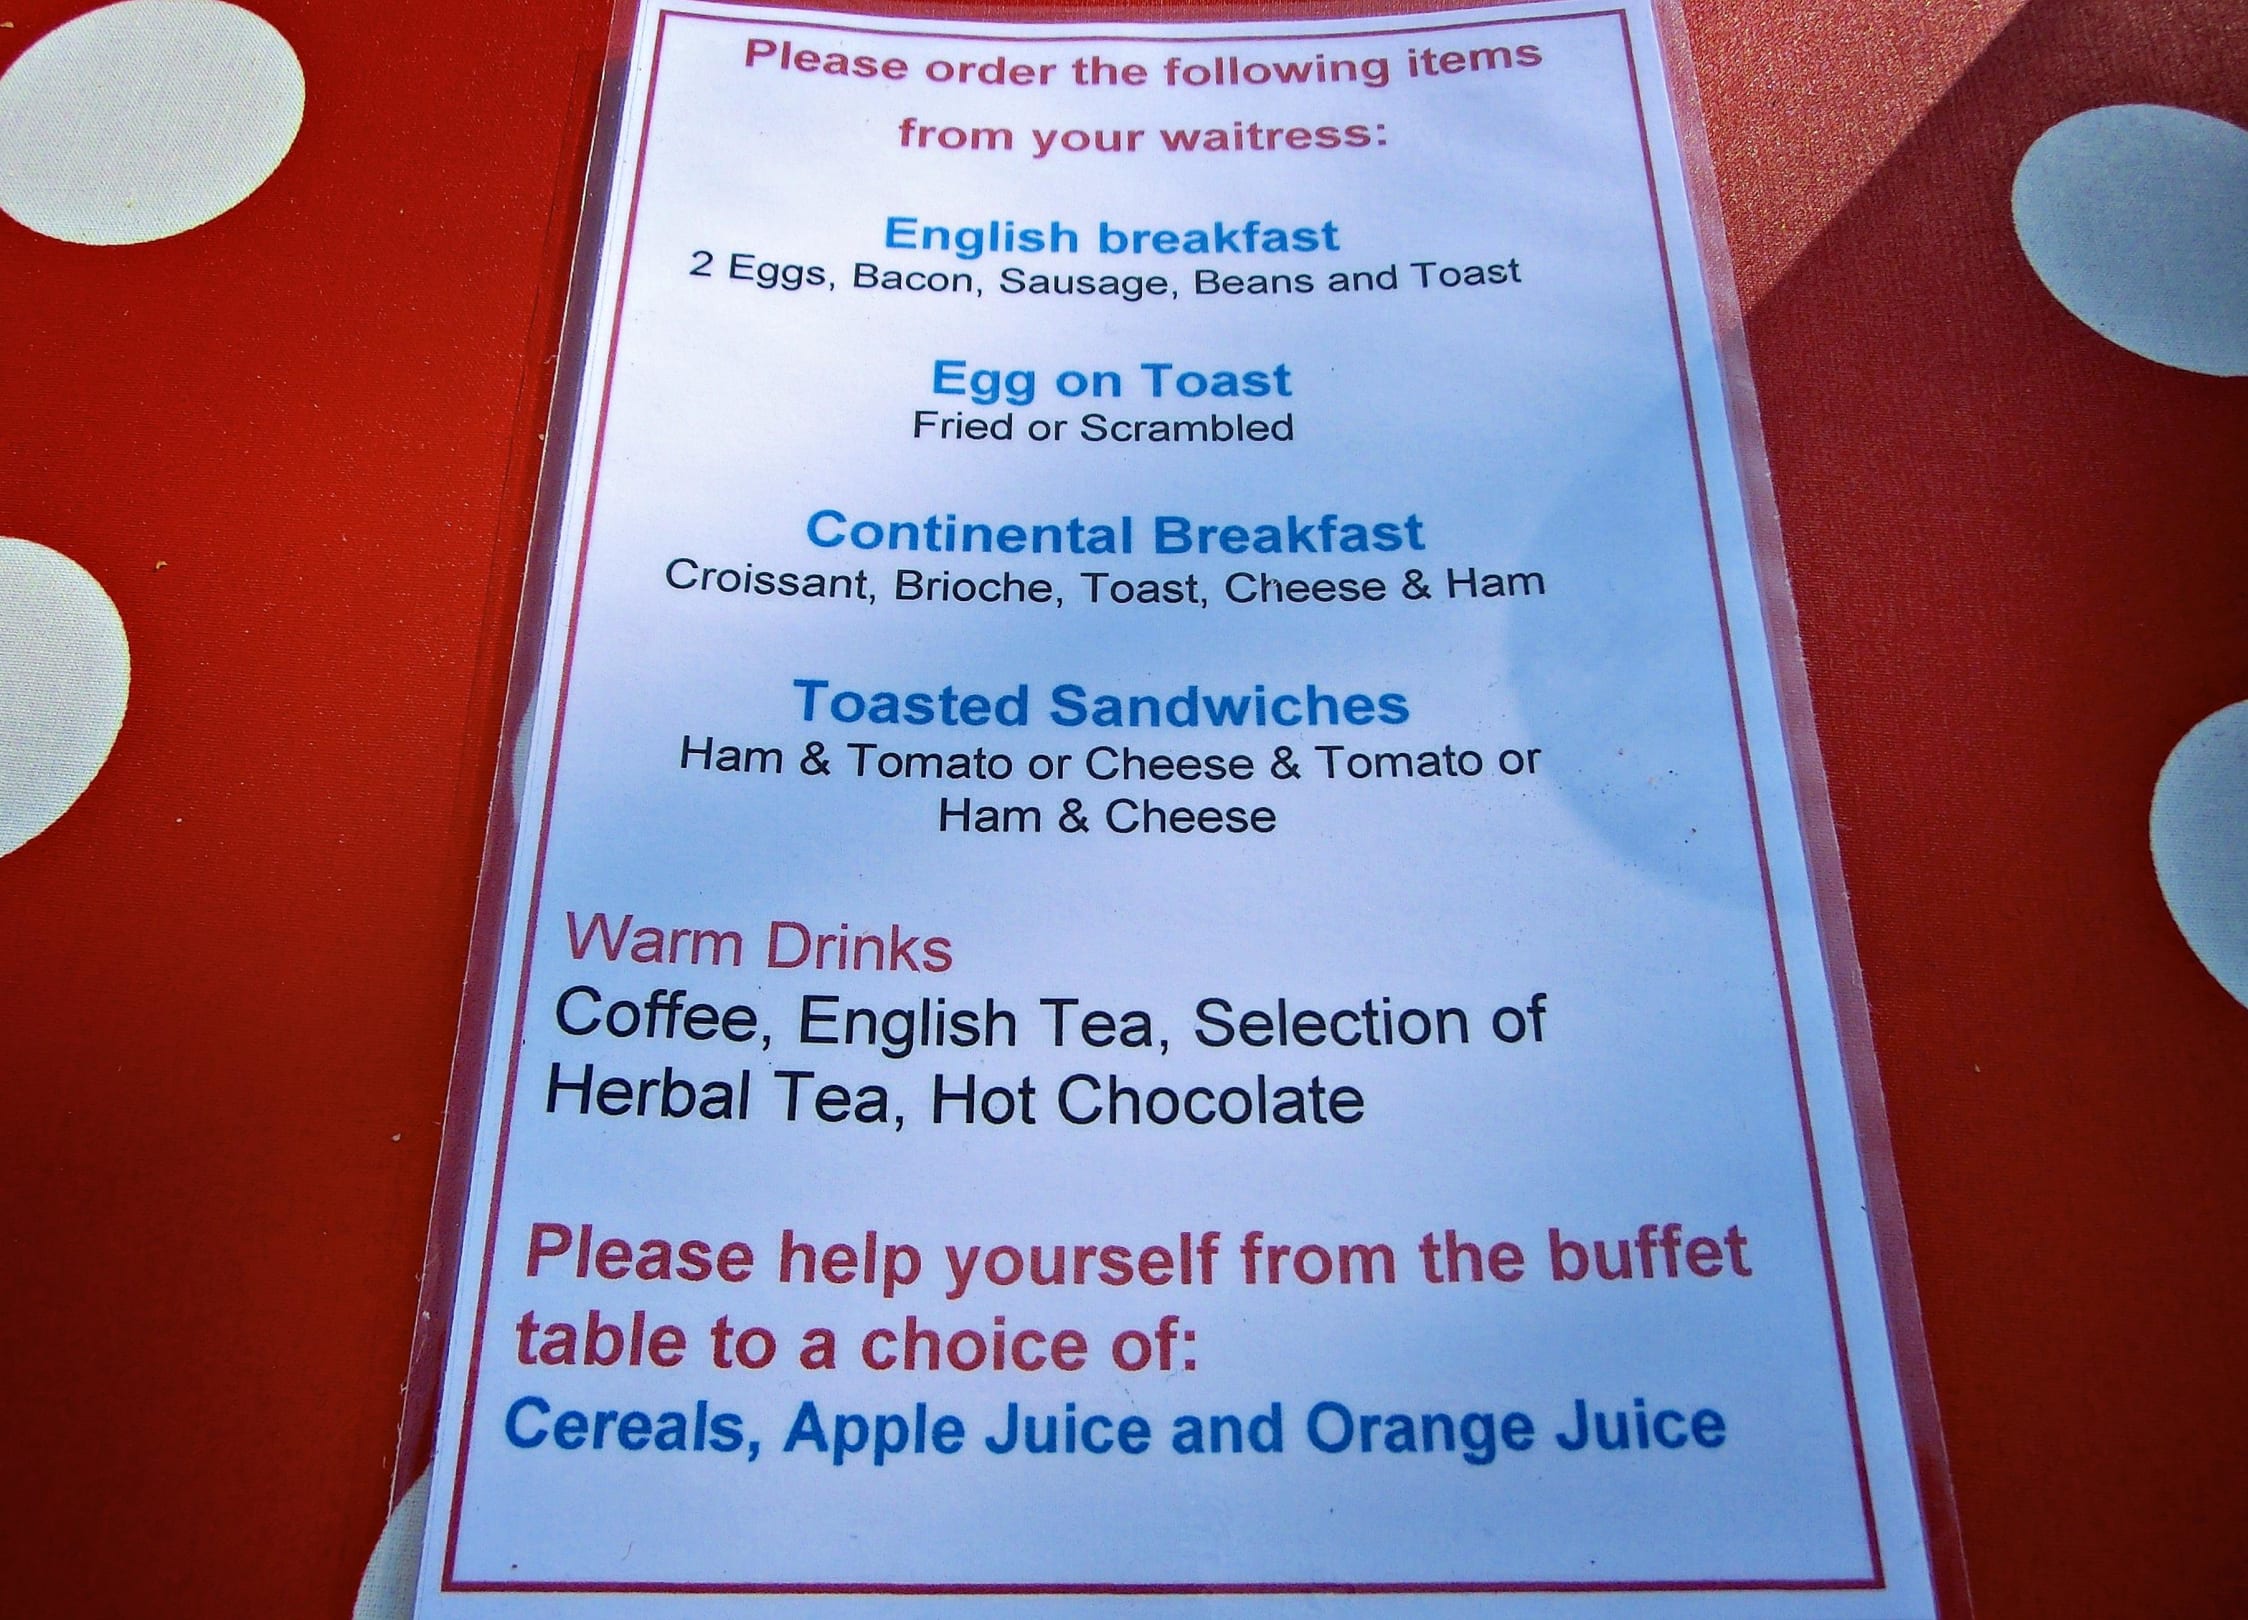 Please order the following items
from your waitress:
English breakfast
2 Eggs, Bacon, Sausage, Beans and Toast
Egg on Toast
Fried or Scrambled
Continental Breakfast
Croissant, Brioche, Toast, Cheese & Ham
Toasted Sandwiches
Ham & Tomato or Cheese & Tomato or
Ham & Cheese
Warm Drinks
Coffee, English Tea, Selection of
Herbal Tea, Hot Chocolate
Please help yourself from the buffet
table to a choice of:
Cereals, Apple Juice and Orange Juice